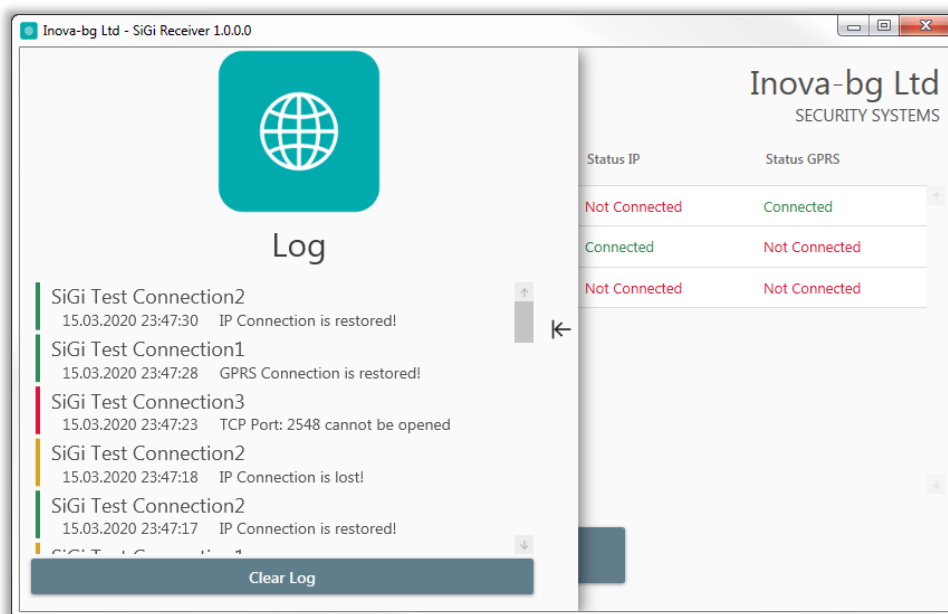 Inova-bg Ltd - SiGi Receiver 1.0.0.0
Log
SiGi Test Connection2
15.03.2020 23:47:30 IP Connection is restored!
SiGi Test Connection1
15.03.2020 23:47:28 GPRS Connection is restored!
SiGi Test Connection3
15.03.2020 23:47:23 TCP Port: 2548 cannot be opened
SiGi Test Connection2
15.03.2020 23:47:18 IP Connection is lost!
SiGi Test Connection2
15.03.2020 23:47:17 IP Connection is restored!
Clear Log
Inova-bg Ltd
SECURITY SYSTEMS
Status IP Status GPRS
Not Connected Connected
Connected Not Connected
Not Connected Not Connected